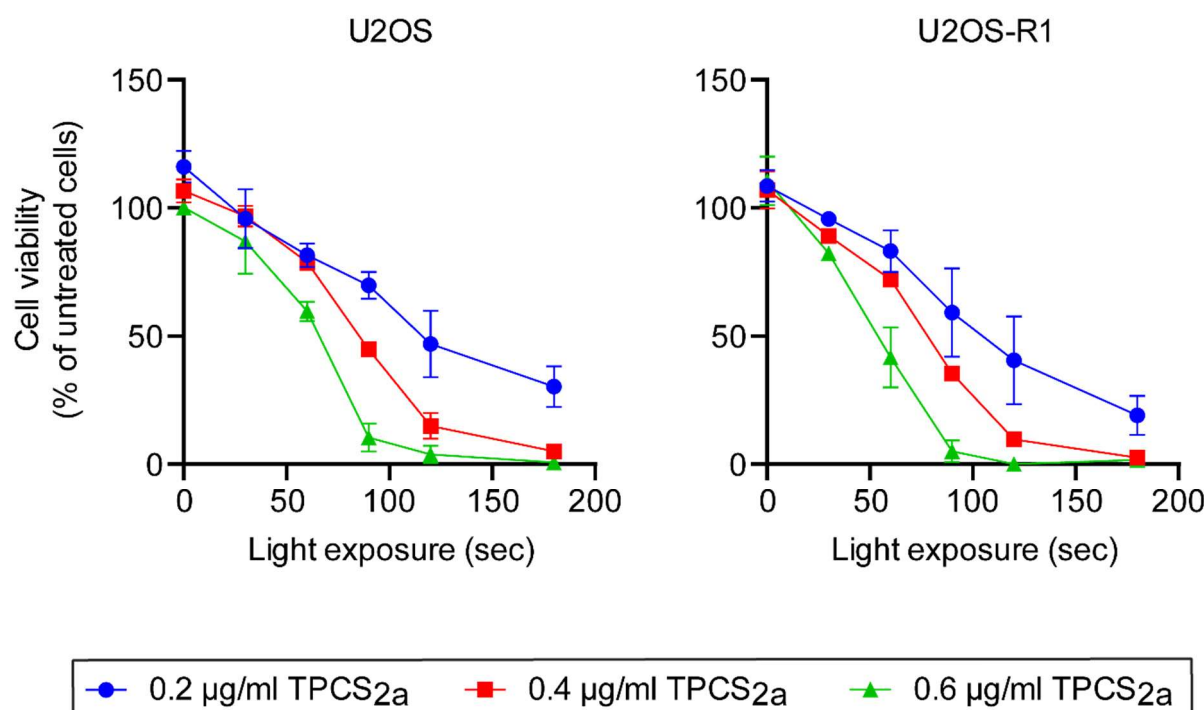 U2OS
U2OS-R1
Cell viability
(% of untreated cells)
150
100
50
0
0 50 100 150 200
Light exposure (sec)
150
100
50
0
0 50 100 150 200
Light exposure (sec)
0.2 µg/ml TPCS2a 0.4 µg/ml TPCS2a 0.6 µg/ml TPCS2a